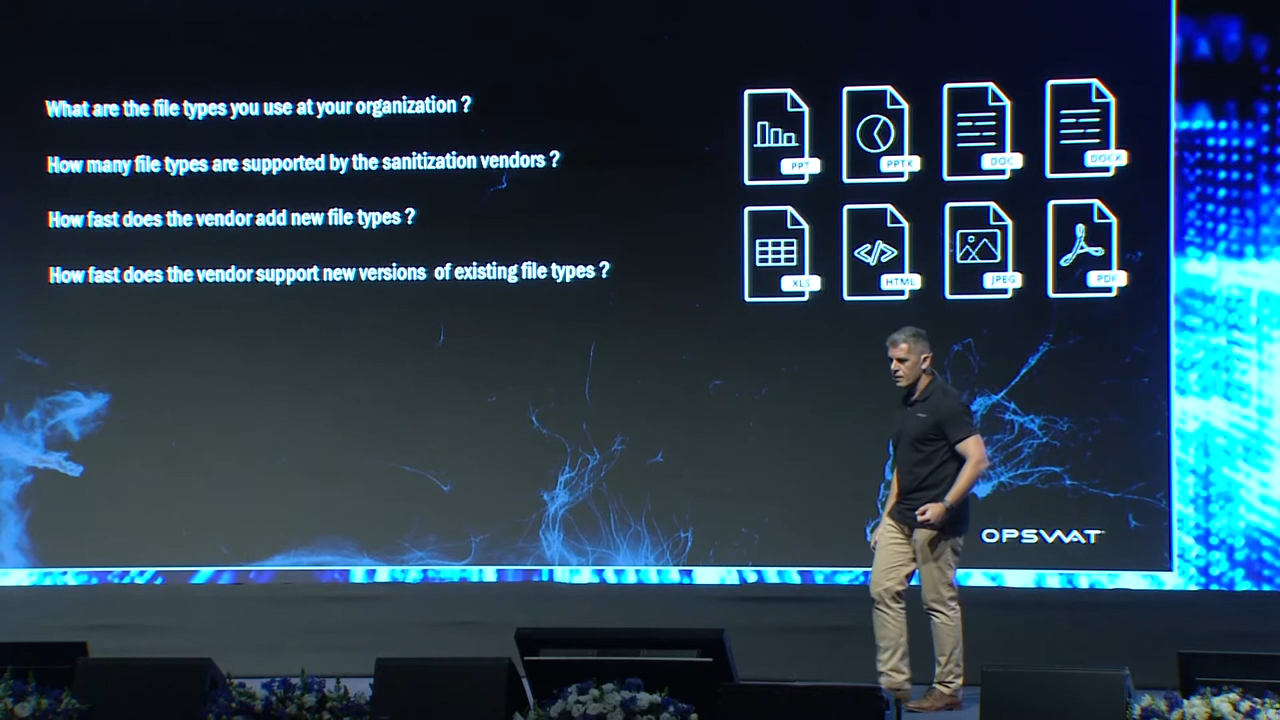 What are the file types you use at your organization ?
How many file types are supported by the sanitization vendors ?
How fast does the vendor add new file types ?
How fast does the vendor support new versions of existing file types ?
PPT
PPTX
DOC
DOCX
XLS
HTML
JPEG
PDF
OPSWAT